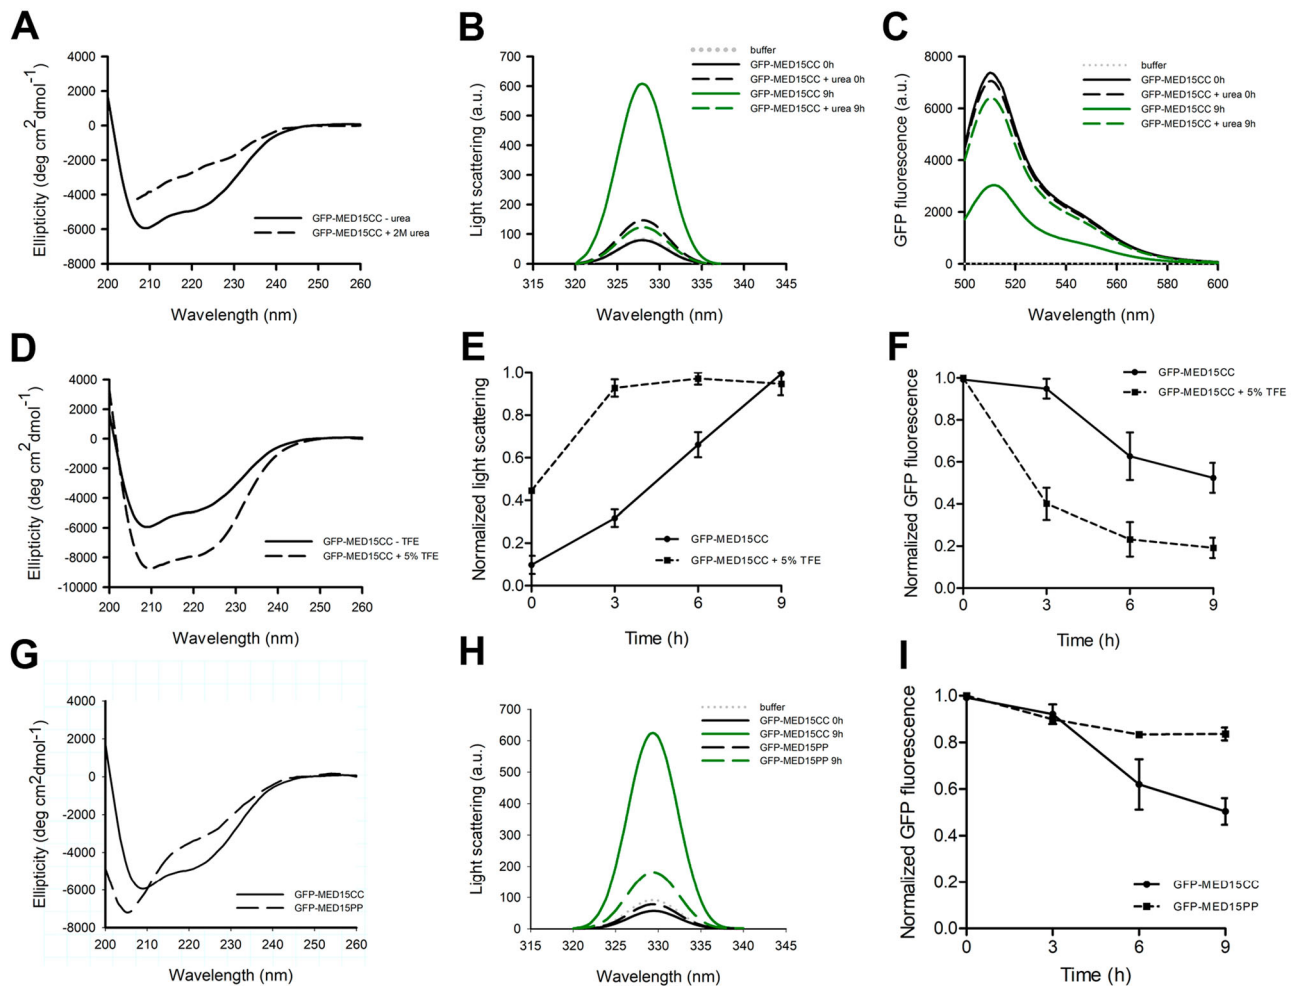 A
4000
2000
0
-2000
-4000
-6000
-8000
200 210 220 230 240 250 260
Ellipticity (deg cm2dmol-1)
Wavelength (nm)
GFP-MED15CC - urea
GFP-MED15CC + 2M urea
B
700
600
500
400
300
200
100
0
315 320 325 330 335 340 345
Light scattering (a.u.)
Wavelength (nm)
buffer
GFP-MED15CC 0h
GFP-MED15CC + urea 0h
GFP-MED15CC 9h
GFP-MED15CC + urea 9h
C
8000
6000
4000
2000
0
500 520 540 560 580 600
GFP fluorescence (a.u.)
Wavelength (nm)
buffer
GFP-MED15CC 0h
GFP-MED15CC + urea 0h
GFP-MED15CC 9h
GFP-MED15CC + urea 9h
D
4000
2000
0
-2000
-4000
-6000
-8000
-10000
200 210 220 230 240 250 260
Ellipticity (deg cm2dmol-1)
Wavelength (nm)
GFP-MED15CC - TFE
GFP-MED15CC + 5% TFE
E
1.0
0.8
0.6
0.4
0.2
0.0
0 3 6 9
Normalized light scattering
Time (h)
GFP-MED15CC
GFP-MED15CC + 5% TFE
F
1.0
0.8
0.6
0.4
0.2
0.0
0 3 6 9
Normalized GFP fluorescence
Time (h)
GFP-MED15CC
GFP-MED15CC + 5% TFE
G
4000
2000
0
-2000
-4000
-6000
-8000
200 210 220 230 240 250 260
Ellipticity (deg cm2dmol-1)
Wavelength (nm)
GFP-MED15CC
GFP-MED15PP
H
700
600
500
400
300
200
100
0
315 320 325 330 335 340 345
Light scattering (a.u.)
Wavelength (nm)
buffer
GFP-MED15CC 0h
GFP-MED15CC 9h
GFP-MED15PP
GFP-MED15PP 9h
I
1.0
0.8
0.6
0.4
0.2
0.0
0 3 6 9
Normalized GFP fluorescence
Time (h)
GFP-MED15CC
GFP-MED15PP